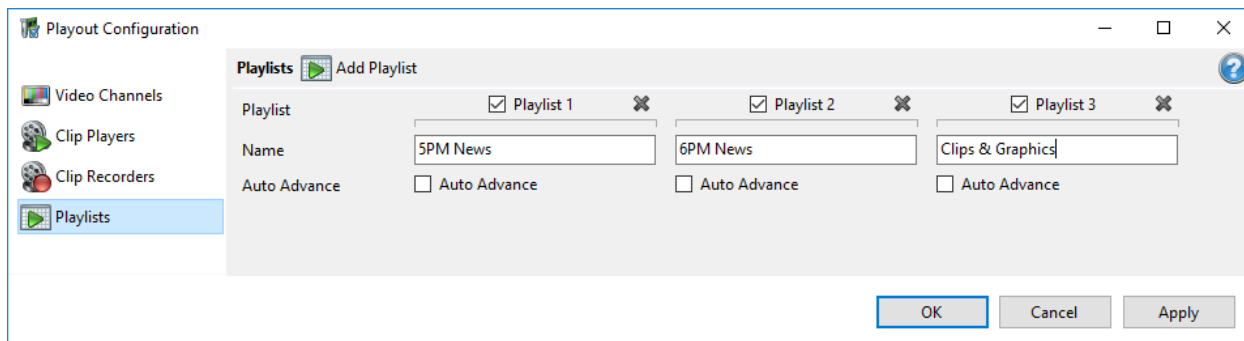 Playout Configuration
Playlists Add Playlist
Video Channels
Clip Players
Clip Recorders
Playlists
Playlist Playlist 1 Playlist 2 Playlist 3
Name 5PM News 6PM News Clips & Graphics
Auto Advance Auto Advance Auto Advance Auto Advance
OK Cancel Apply